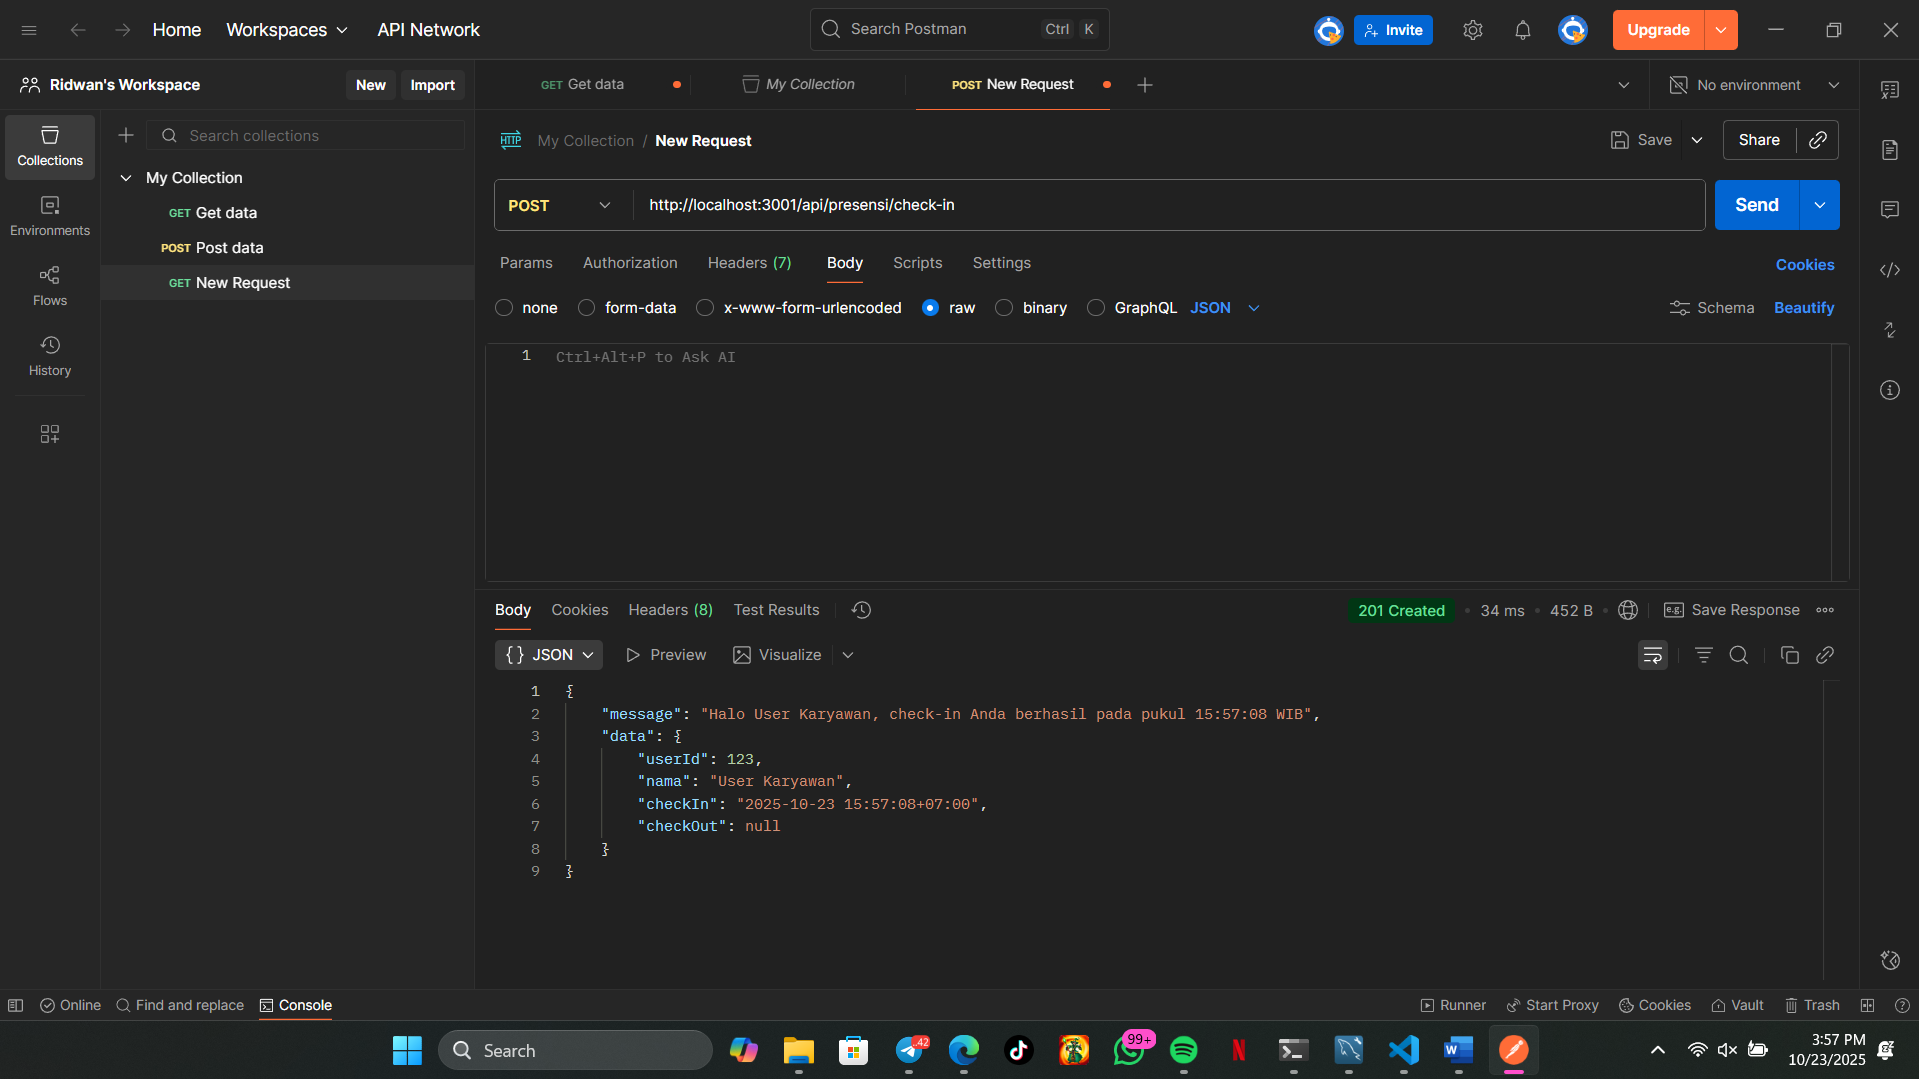 Home Workspaces API Network Search Postman Ctrl K Invite Upgrade
Ridwan's Workspace New Import GET Get data My Collection POST New Request No environment
Collections
Environments
Flows
History
Search collections
My Collection
GET Get data
POST Post data
GET New Request
HTTP My Collection / New Request Save Share
POST http://localhost:3001/api/presensi/check-in Send
Params Authorization Headers (7) Body Scripts Settings Cookies
none form-data x-www-form-urlencoded raw binary GraphQL JSON Schema Beautify
1 Ctrl+Alt+P to Ask AI
Body Cookies Headers (8) Test Results 201 Created 34 ms 452 B e.g. Save Response
{} JSON Preview Visualize
1 {
2 "message": "Halo User Karyawan, check-in Anda berhasil pada pukul 15:57:08 WIB",
3 "data": {
4 "userId": 123,
5 "nama": "User Karyawan",
6 "checkIn": "2025-10-23 15:57:08+07:00",
7 "checkOut": null
8 }
9 }
Online Find and replace Console Runner Start Proxy Cookies Vault Trash
Search 99+ 3:57 PM
10/23/2025